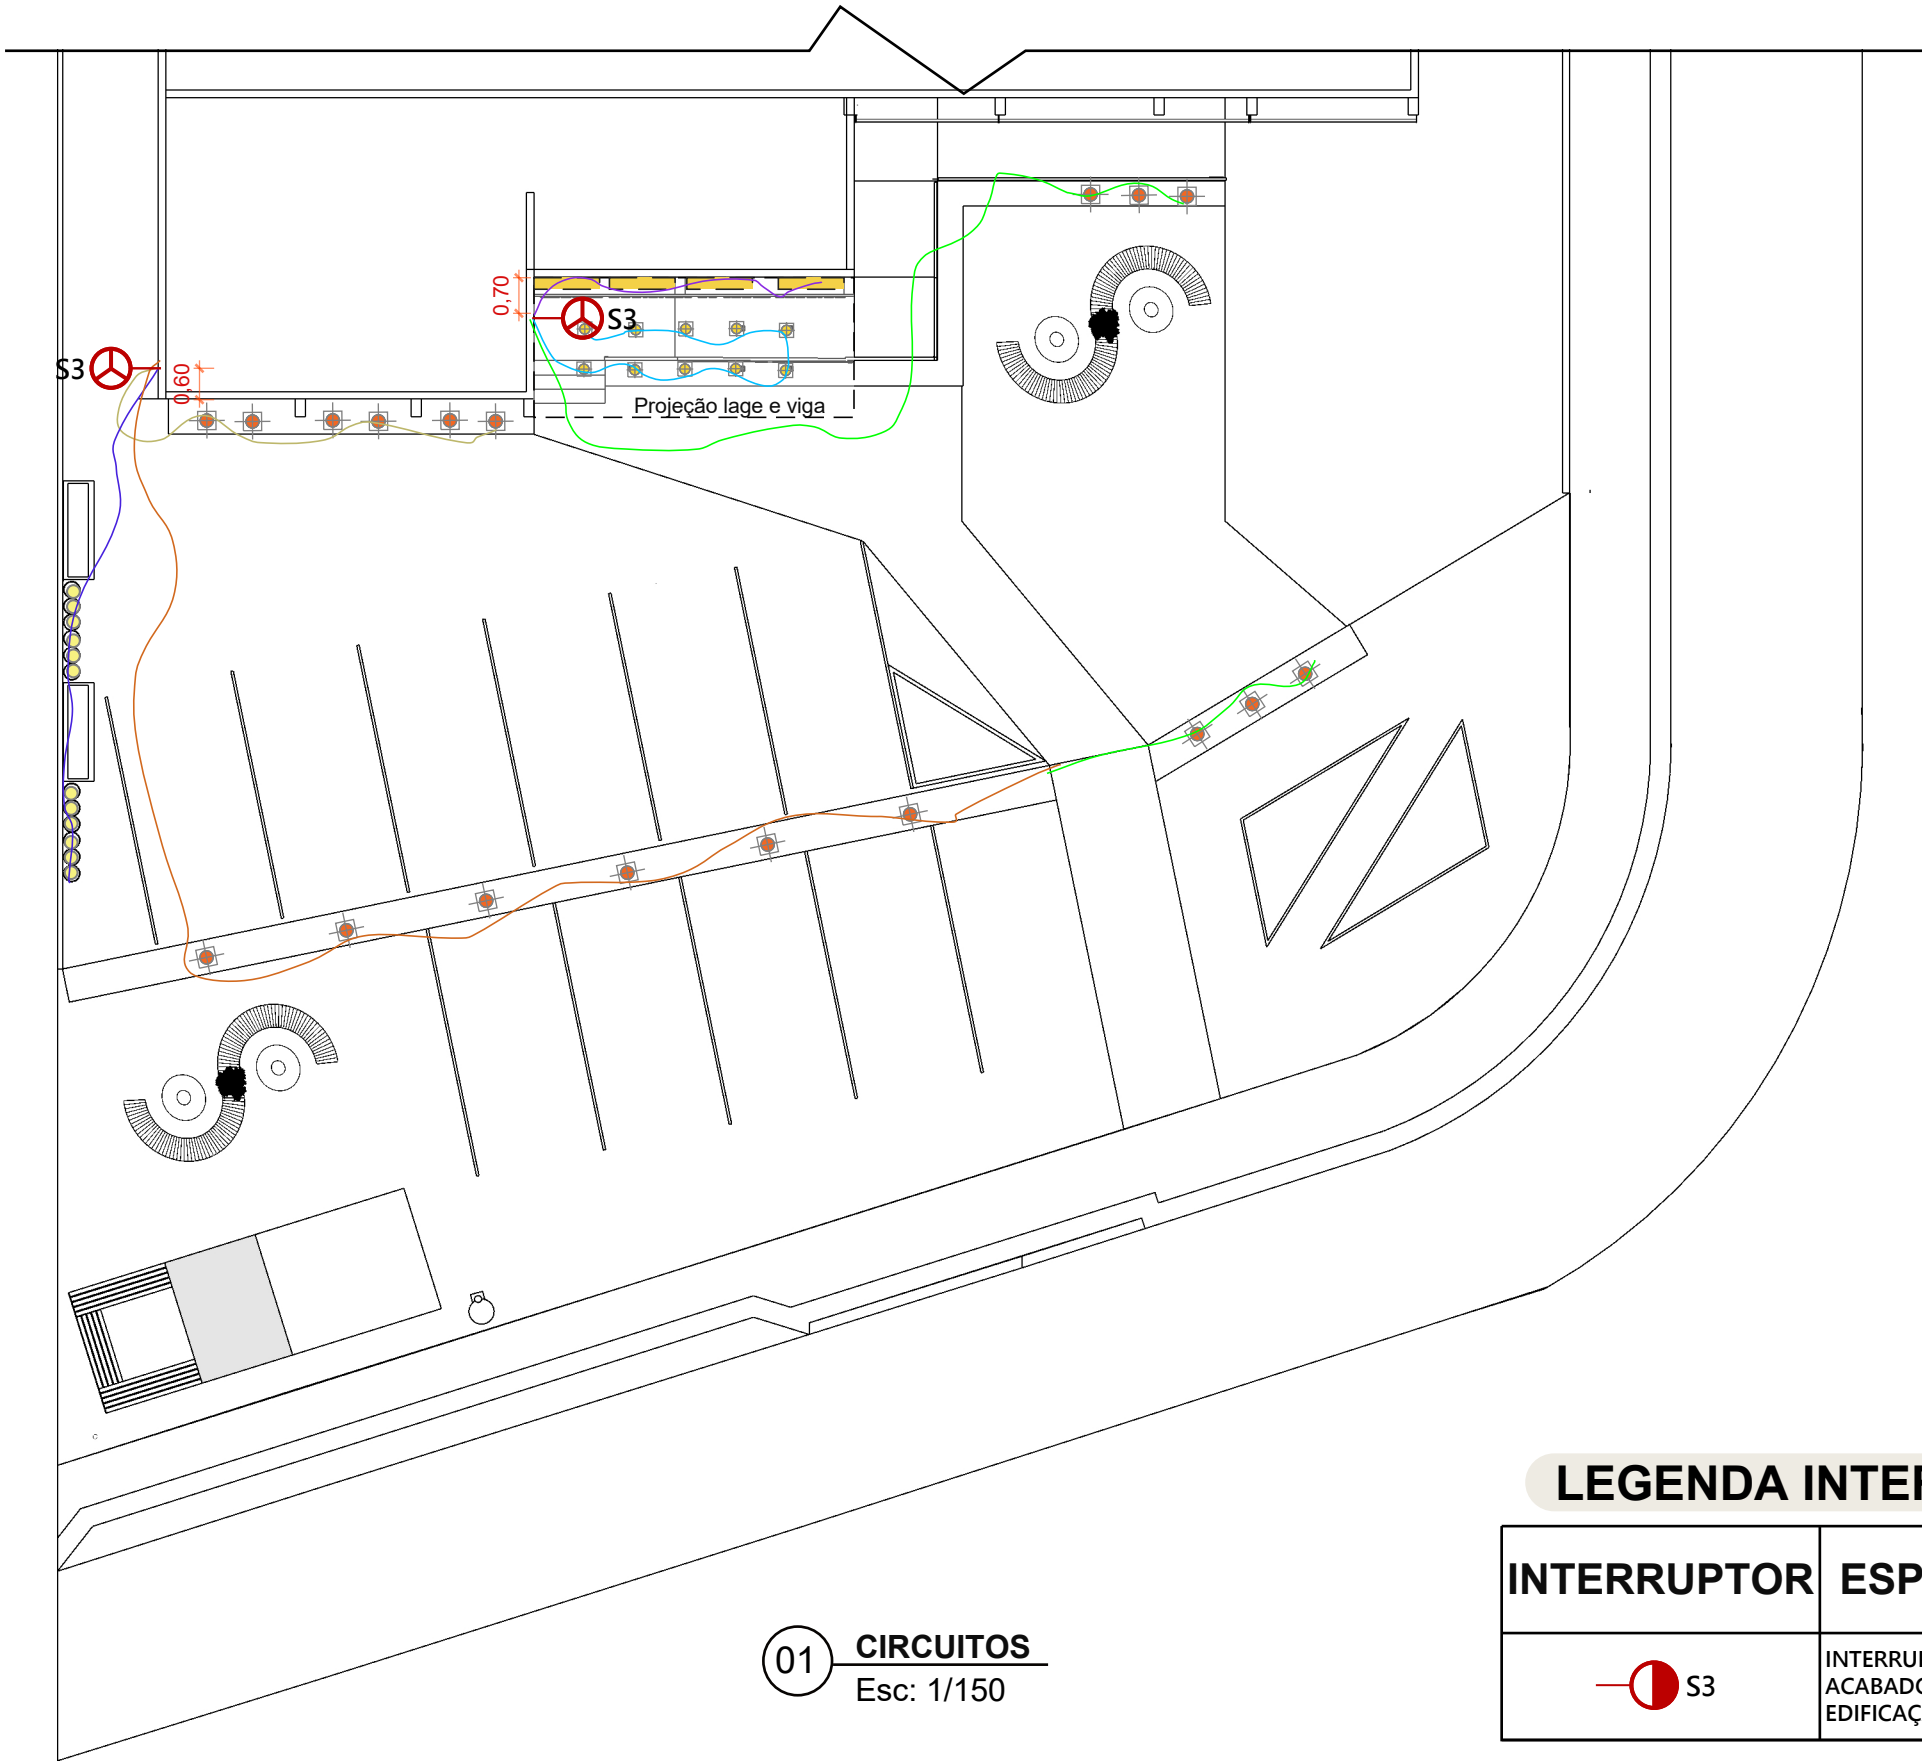 0,70
S3
S3
0,60
Projeção lage e viga
LEGENDA INTER
INTERRUPTOR
ESP
S3
INTERRU
ACABADO
EDIFICAÇ
01
CIRCUITOS
Esc: 1/150